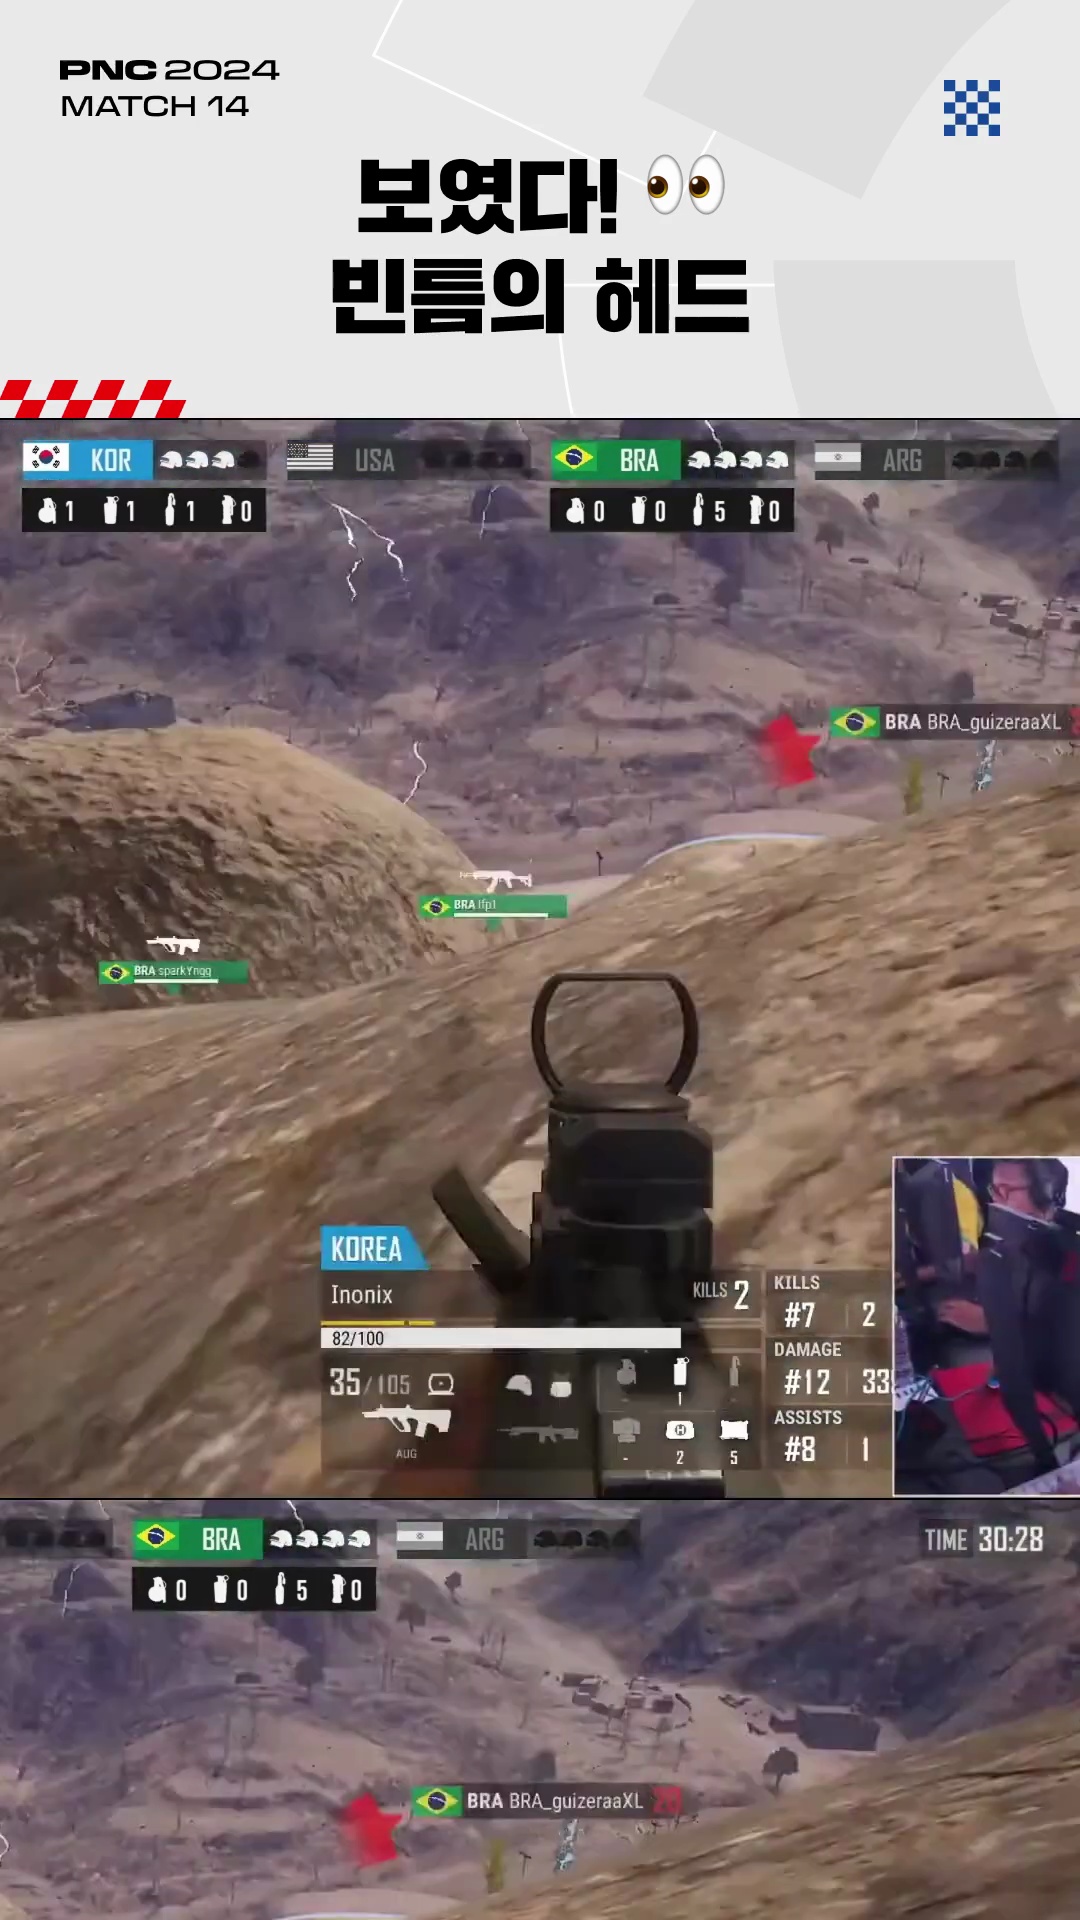 PNC 2024
MATCH 14
보였다! 👀
빈틈의 헤드
KOR
USA
BRA
ARG
1 1 1 0
0 0 5 0
BRA BRA_guizeraaXL
BRA lfp1
BRA sparkYngq
KOREA
Inonix
KILLS 2
82/100
35/105
AUG
1
- 2 5
KILLS
#7 2
DAMAGE
#12
ASSISTS
#8 1
BRA
ARG
TIME 30:28
0 0 5 0
BRA BRA_guizeraaXL